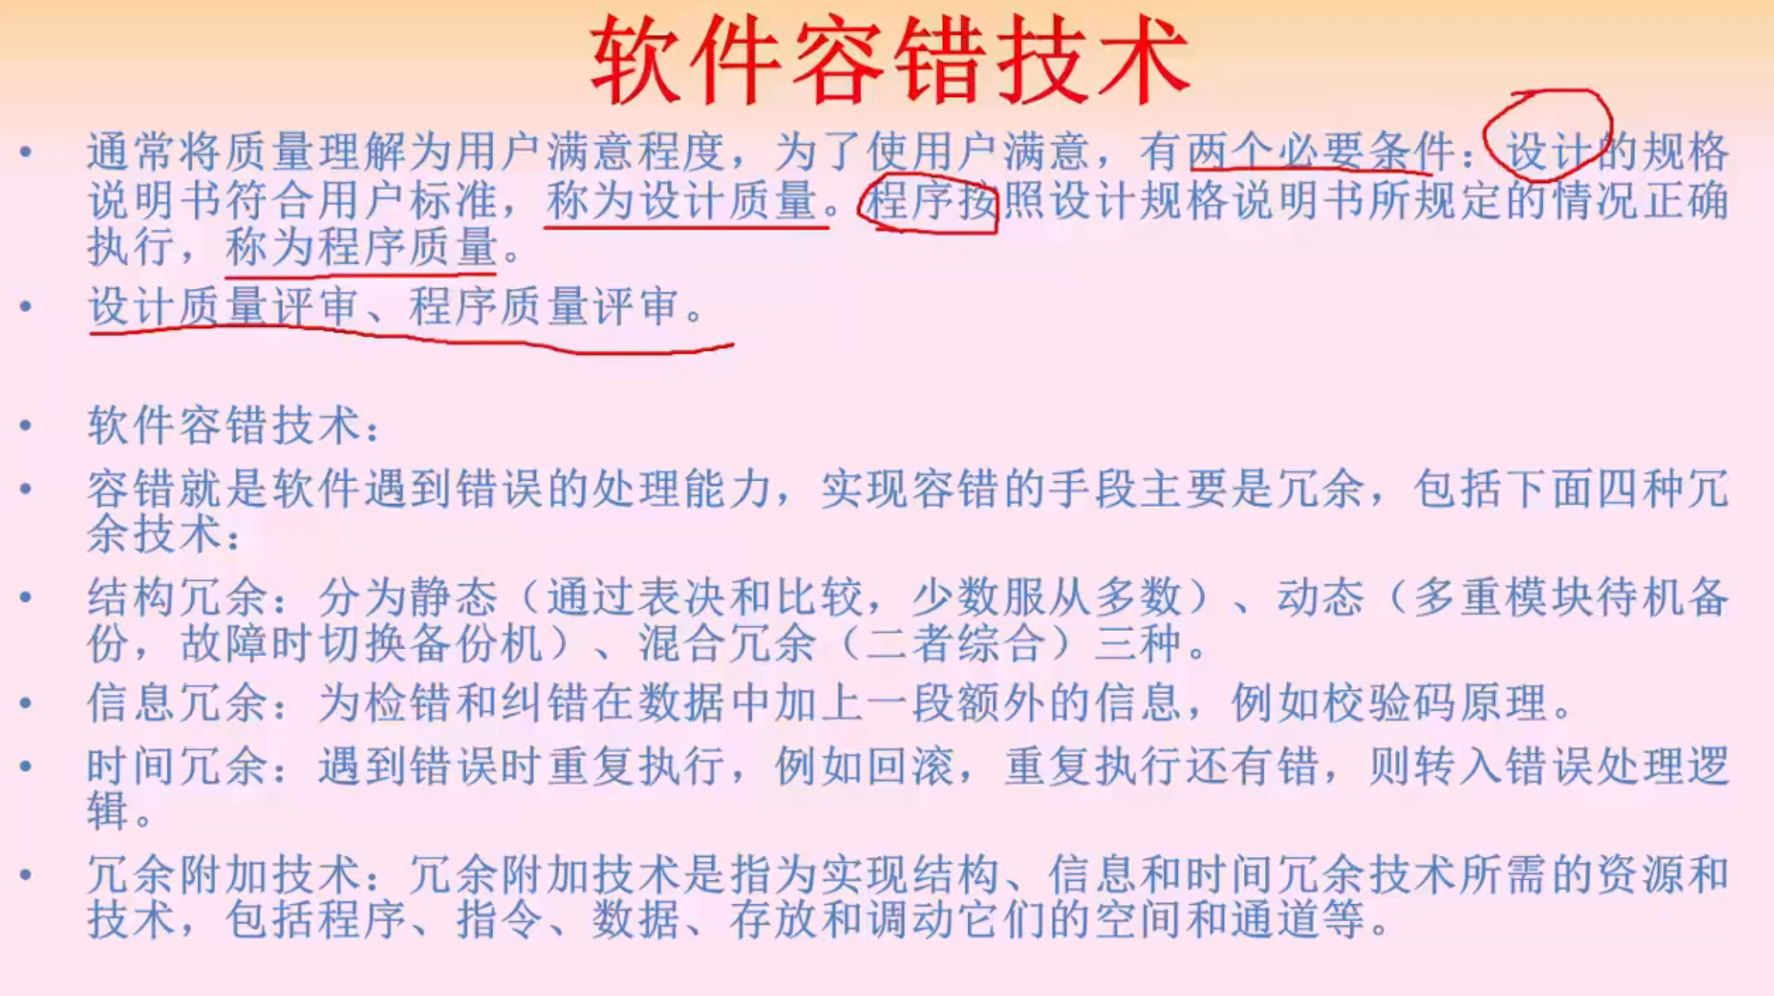 软件容错技术
• 通常将质量理解为用户满意程度，为了使用户满意，有两个必要条件：设计的规格
说明书符合用户标准，称为设计质量。程序按照设计规格说明书所规定的情况正确
执行，称为程序质量。
• 设计质量评审、程序质量评审。
• 软件容错技术：
• 容错就是软件遇到错误的处理能力，实现容错的手段主要是冗余，包括下面四种冗
余技术：
• 结构冗余：分为静态（通过表决和比较，少数服从多数）、动态（多重模块待机备
份，故障时切换备份机）、混合冗余（二者综合）三种。
• 信息冗余：为检错和纠错在数据中加上一段额外的信息，例如校验码原理。
• 时间冗余：遇到错误时重复执行，例如回滚，重复执行还有错，则转入错误处理逻
辑。
• 冗余附加技术：冗余附加技术是指为实现结构、信息和时间冗余技术所需的资源和
技术，包括程序、指令、数据、存放和调动它们的空间和通道等。